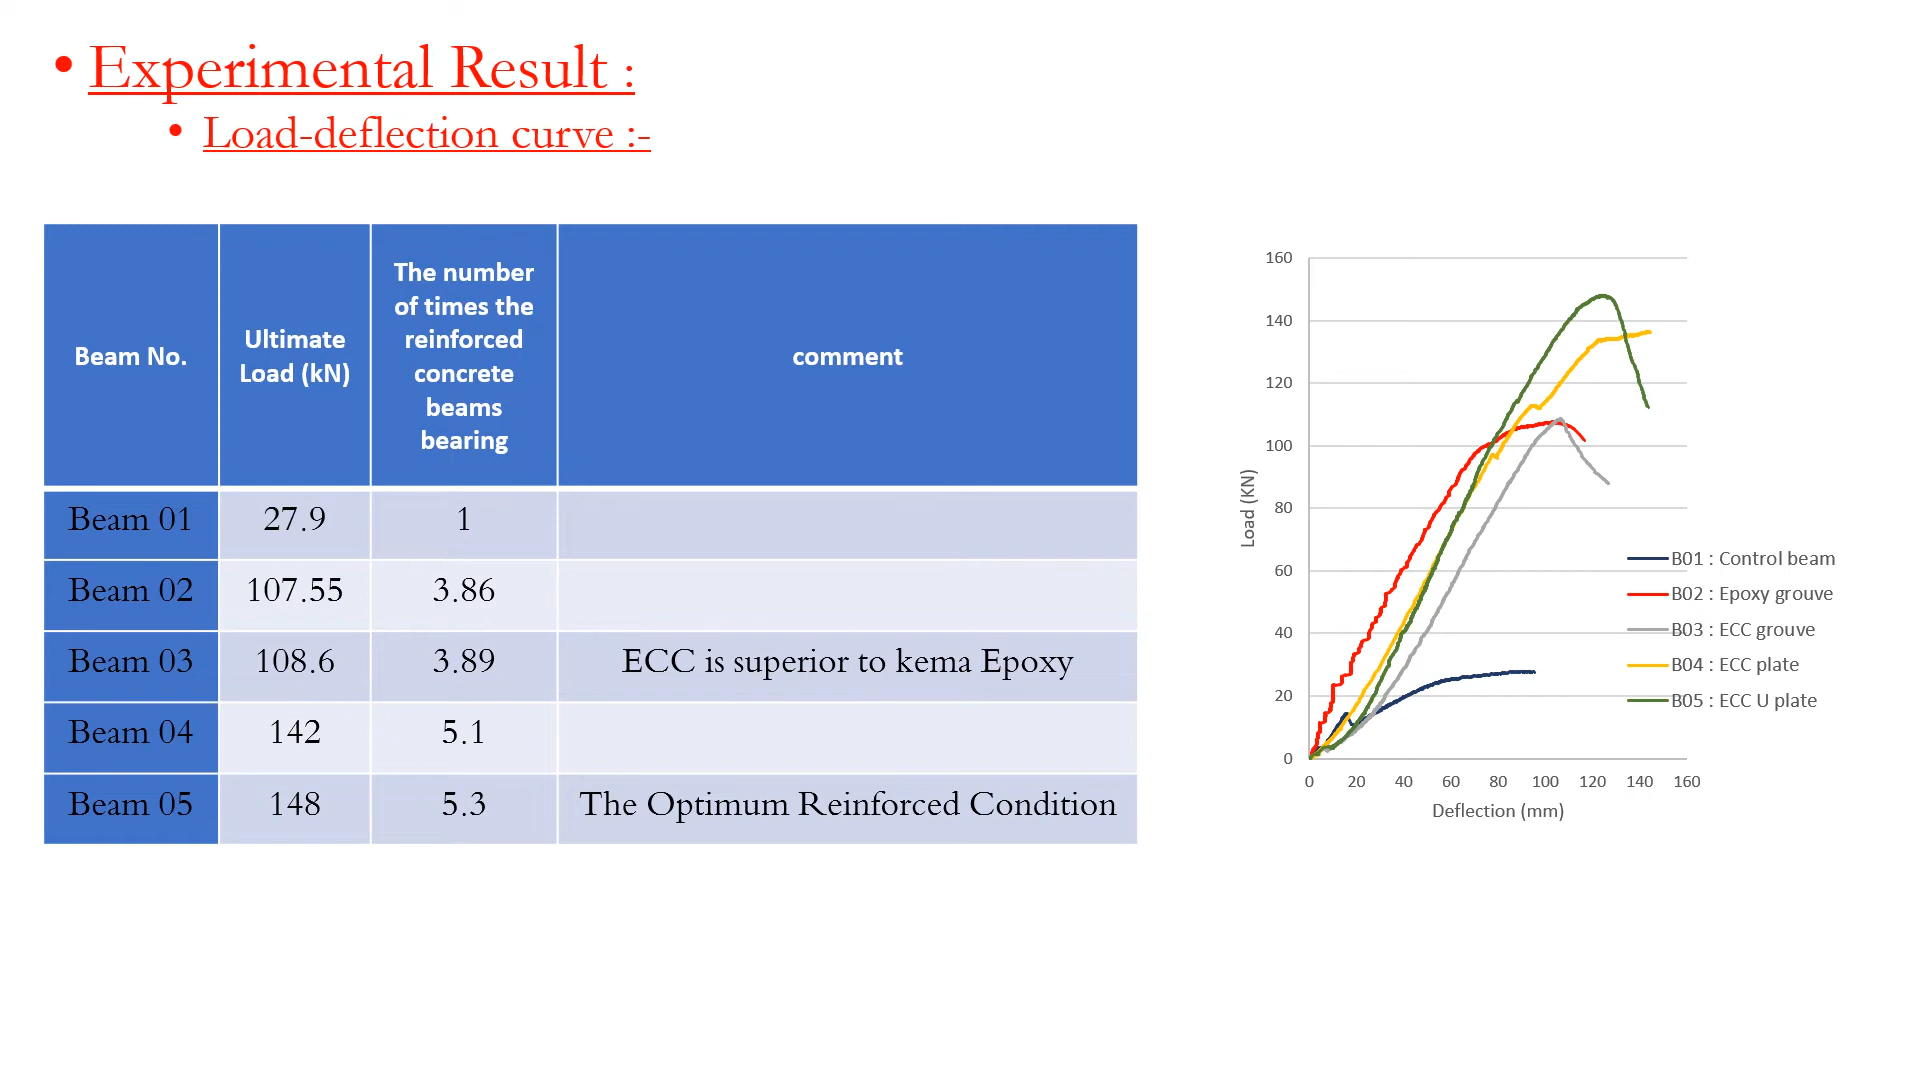 • Experimental Result :
• Load-deflection curve :-
Beam No.
Ultimate
Load (kN)
The number
of times the
reinforced
concrete
beams
bearing
comment
Beam 01 27.9 1
Beam 02 107.55 3.86
Beam 03 108.6 3.89 ECC is superior to kema Epoxy
Beam 04 142 5.1
Beam 05 148 5.3 The Optimum Reinforced Condition
160
140
120
100
80
60
40
20
0
Load (KN)
0 20 40 60 80 100 120 140 160
Deflection (mm)
B01 : Control beam
B02 : Epoxy grouve
B03 : ECC grouve
B04 : ECC plate
B05 : ECC U plate